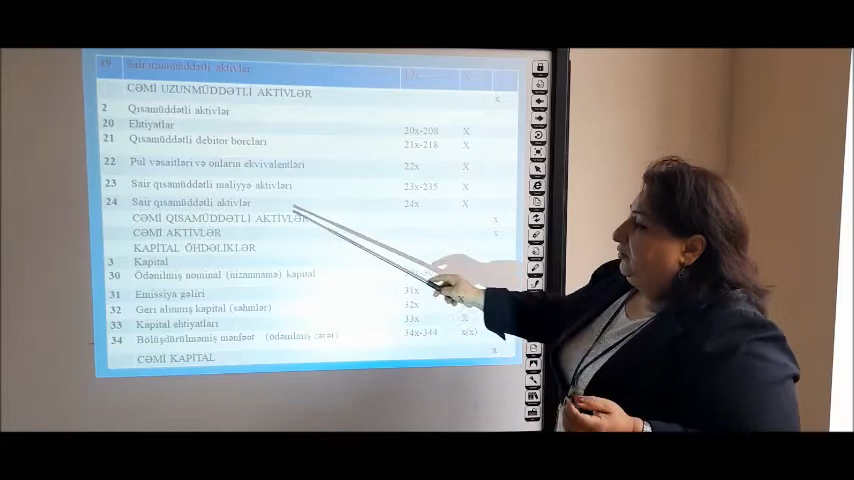 19 Sair uzunmüddətli aktivlər 19x X
CƏMİ UZUNMÜDDƏTLİ AKTİVLƏR x
2 Qısamüddətli aktivlər
20 Ehtiyatlar 20x-208 X
21 Qısamüddətli debitor borcları 21x-218 X
22 Pul vəsaitləri və onların ekvivalentləri 22x X
23 Sair qısamüddətli maliyyə aktivləri 23x-235 X
24 Sair qısamüddətli aktivlər 24x X
CƏMİ QISAMÜDDƏTLİ AKTİVLƏR x
CƏMİ AKTİVLƏR x
KAPİTAL ÖHDƏLİKLƏR
3 Kapital
30 Ödənilmiş nominal (nizamnamə) kapital
31 Emissiya gəliri 31x
32 Geri alınmış kapital (səhmlər) 32x
33 Kapital ehtiyatları 33x X
34 Bölüşdürülməmiş mənfəət (ödənilmiş zərər) 34x-344 x(x)
CƏMİ KAPİTAL x